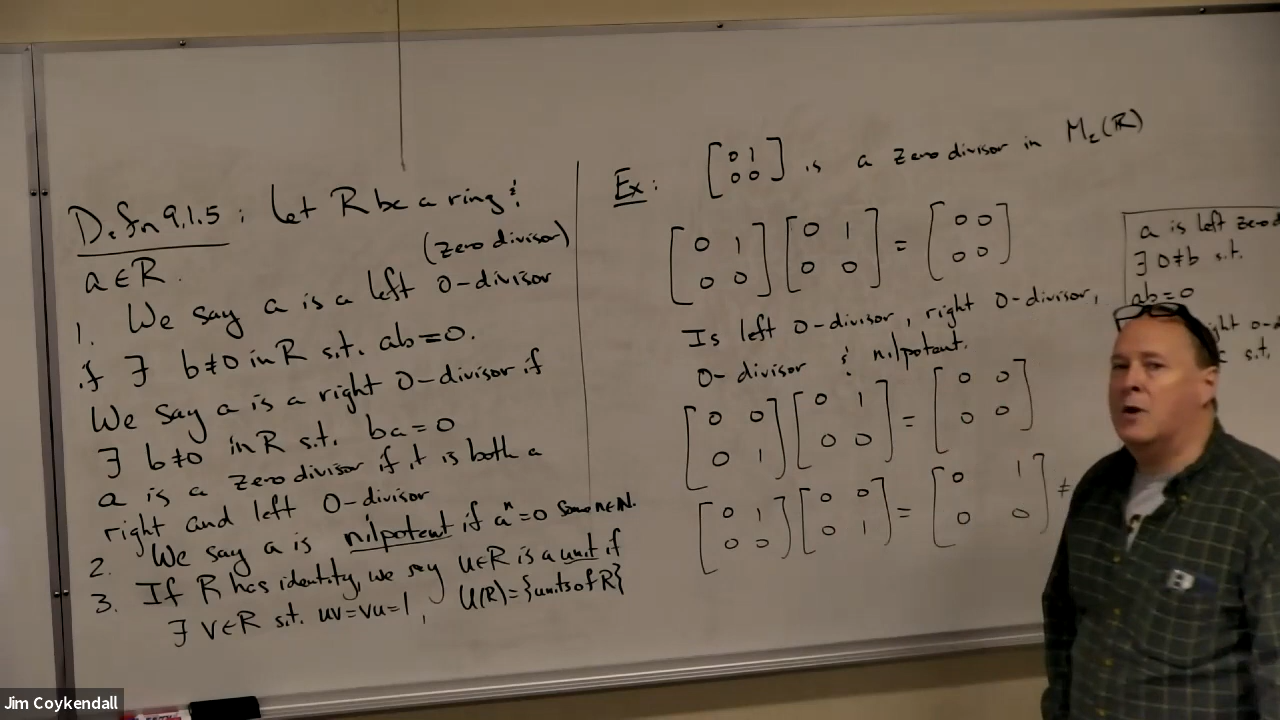 Defn 9.1.5: Let R be a ring &
a ∈ R.
(zero divisor)
1. We say a is a left 0-divisor
if ∃ b≠0 in R s.t. ab=0.
We say a is a right 0-divisor if
∃ b≠0 in R s.t. ba=0
a is a zero divisor if it is both a
right and left 0-divisor
2. We say a is nilpotent if a^n=0 some n∈N.
3. If R has identity, we say u∈R is a unit if
∃ v∈R s.t. uv=vu=1, U(R)={units of R}
Ex: [0 1; 0 0] is a zero divisor in M₂(R)
[0 1; 0 0] [0 1; 0 0] = [0 0; 0 0]
Is left 0-divisor, right 0-divisor,
0-divisor & nilpotent.
[0 0; 0 1] [0 1; 0 0] = [0 0; 0 0]
[0 1; 0 0] [0 0; 0 1] = [0 1; 0 0] ≠
a is left zero
∃ 0≠b s.t.
ab=0
s.t.
Jim Coykendall